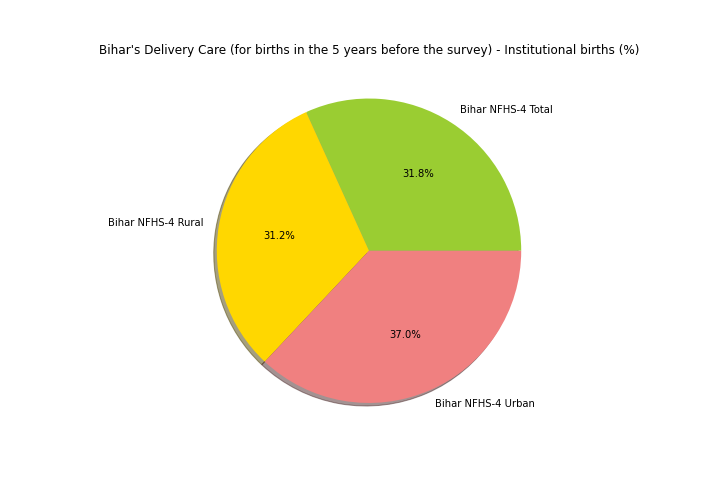 Bihar's Delivery Care (for births in the 5 years before the survey) - Institutional births (%)
Bihar NFHS-4 Total
31.8%
Bihar NFHS-4 Rural
31.2%
37.0%
Bihar NFHS-4 Urban